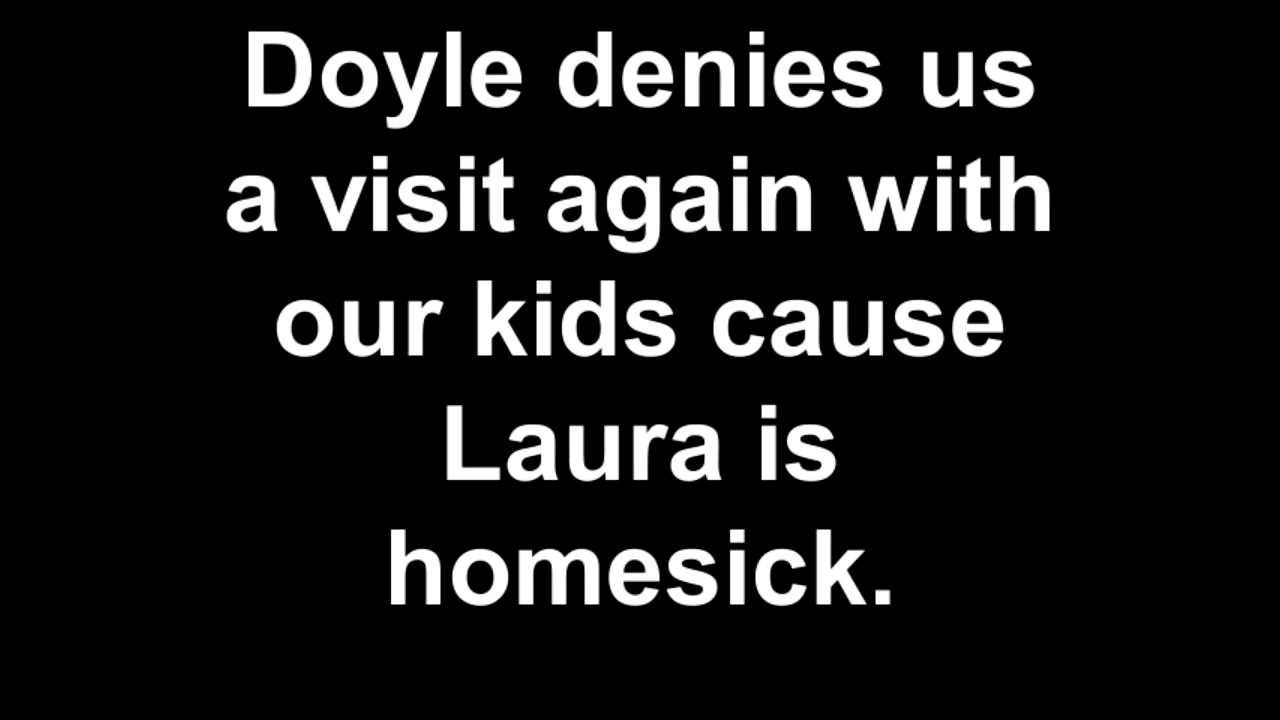 Doyle denies us
a visit again with
our kids cause
Laura is
homesick.